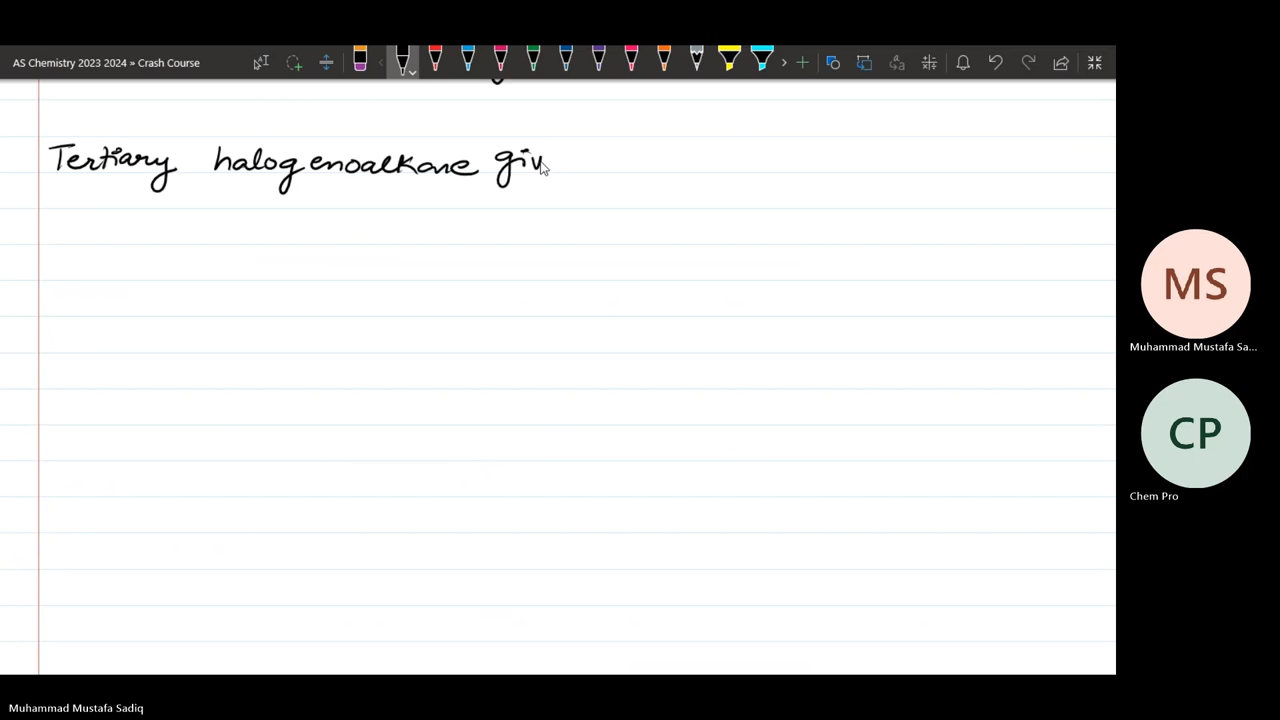 AS Chemistry 2023 2024 » Crash Course
Tertiary halogenoalkane giv
MS
Muhammad Mustafa Sa...
CP
Chem Pro
Muhammad Mustafa Sadiq